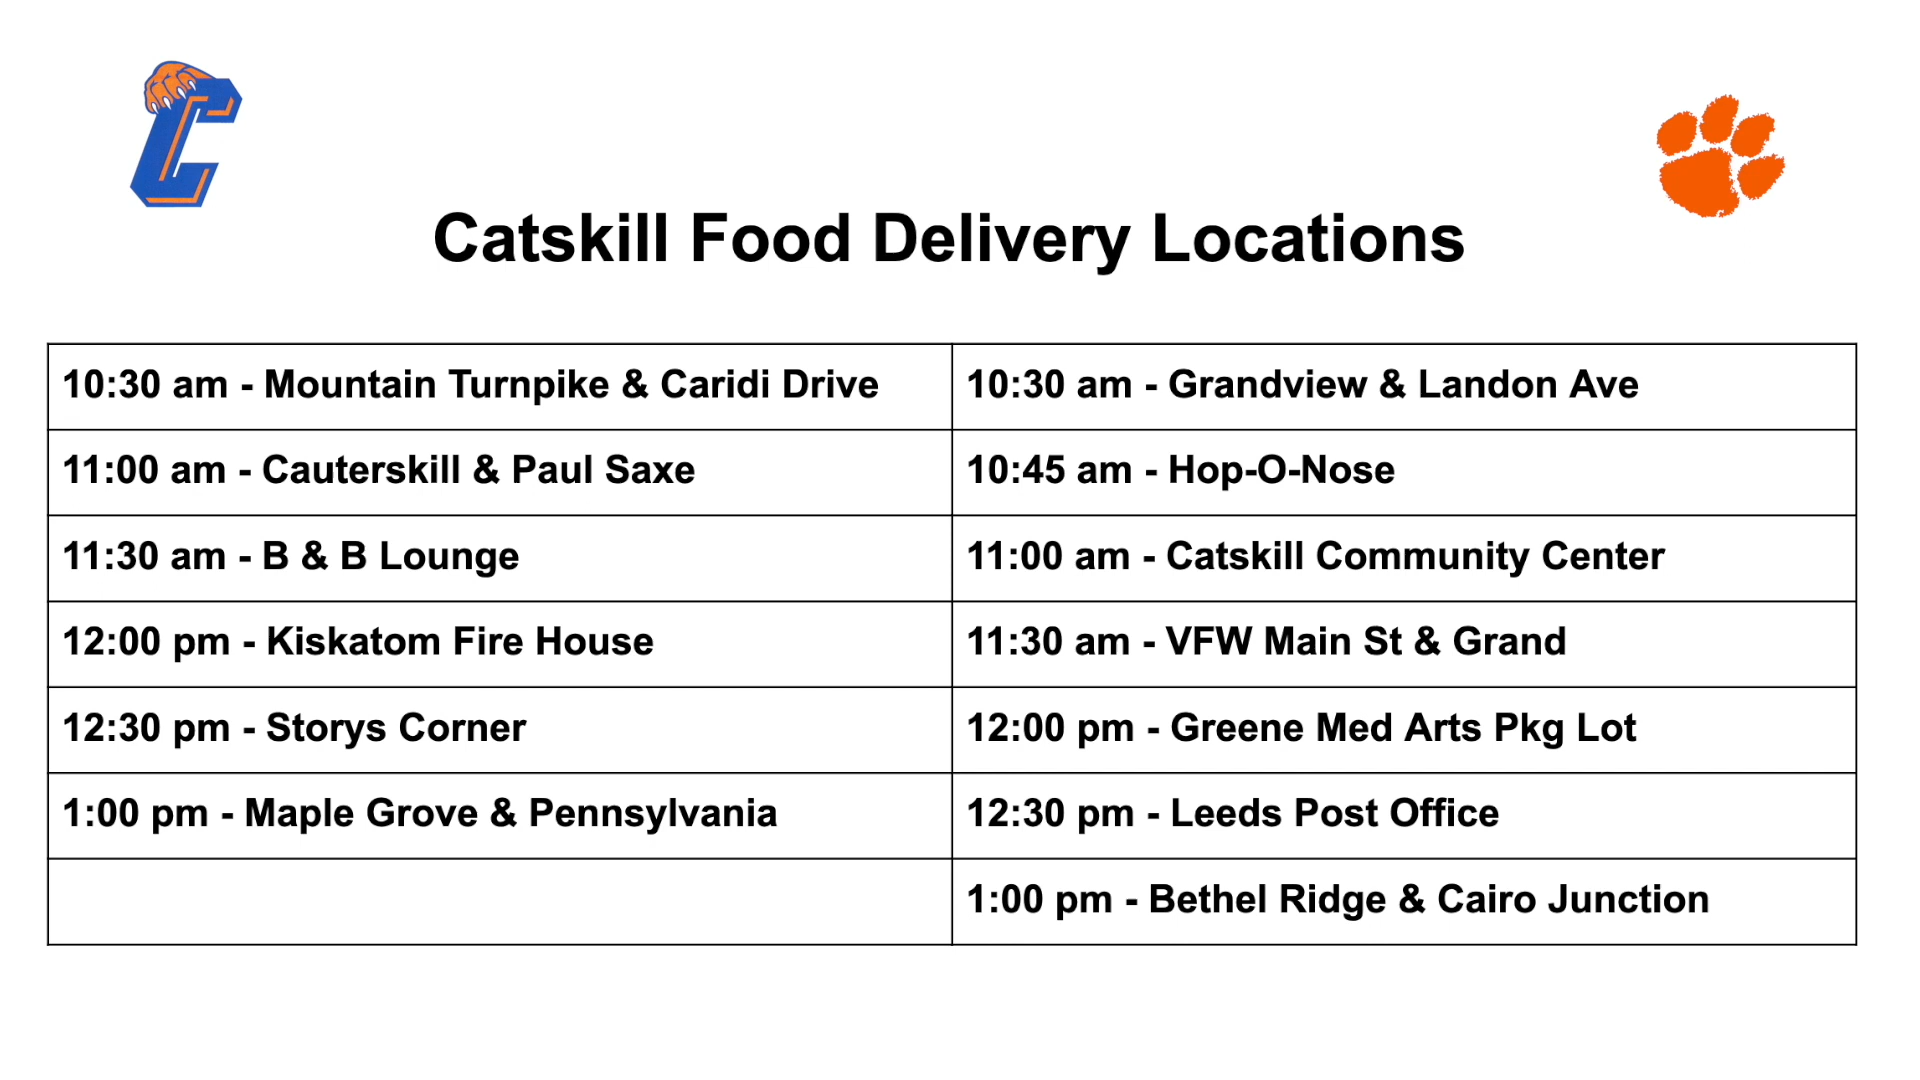 C
Catskill Food Delivery Locations
10:30 am - Mountain Turnpike & Caridi Drive
10:30 am - Grandview & Landon Ave
11:00 am - Cauterskill & Paul Saxe
10:45 am - Hop-O-Nose
11:30 am - B & B Lounge
11:00 am - Catskill Community Center
12:00 pm - Kiskatom Fire House
11:30 am - VFW Main St & Grand
12:30 pm - Storys Corner
12:00 pm - Greene Med Arts Pkg Lot
1:00 pm - Maple Grove & Pennsylvania
12:30 pm - Leeds Post Office
1:00 pm - Bethel Ridge & Cairo Junction